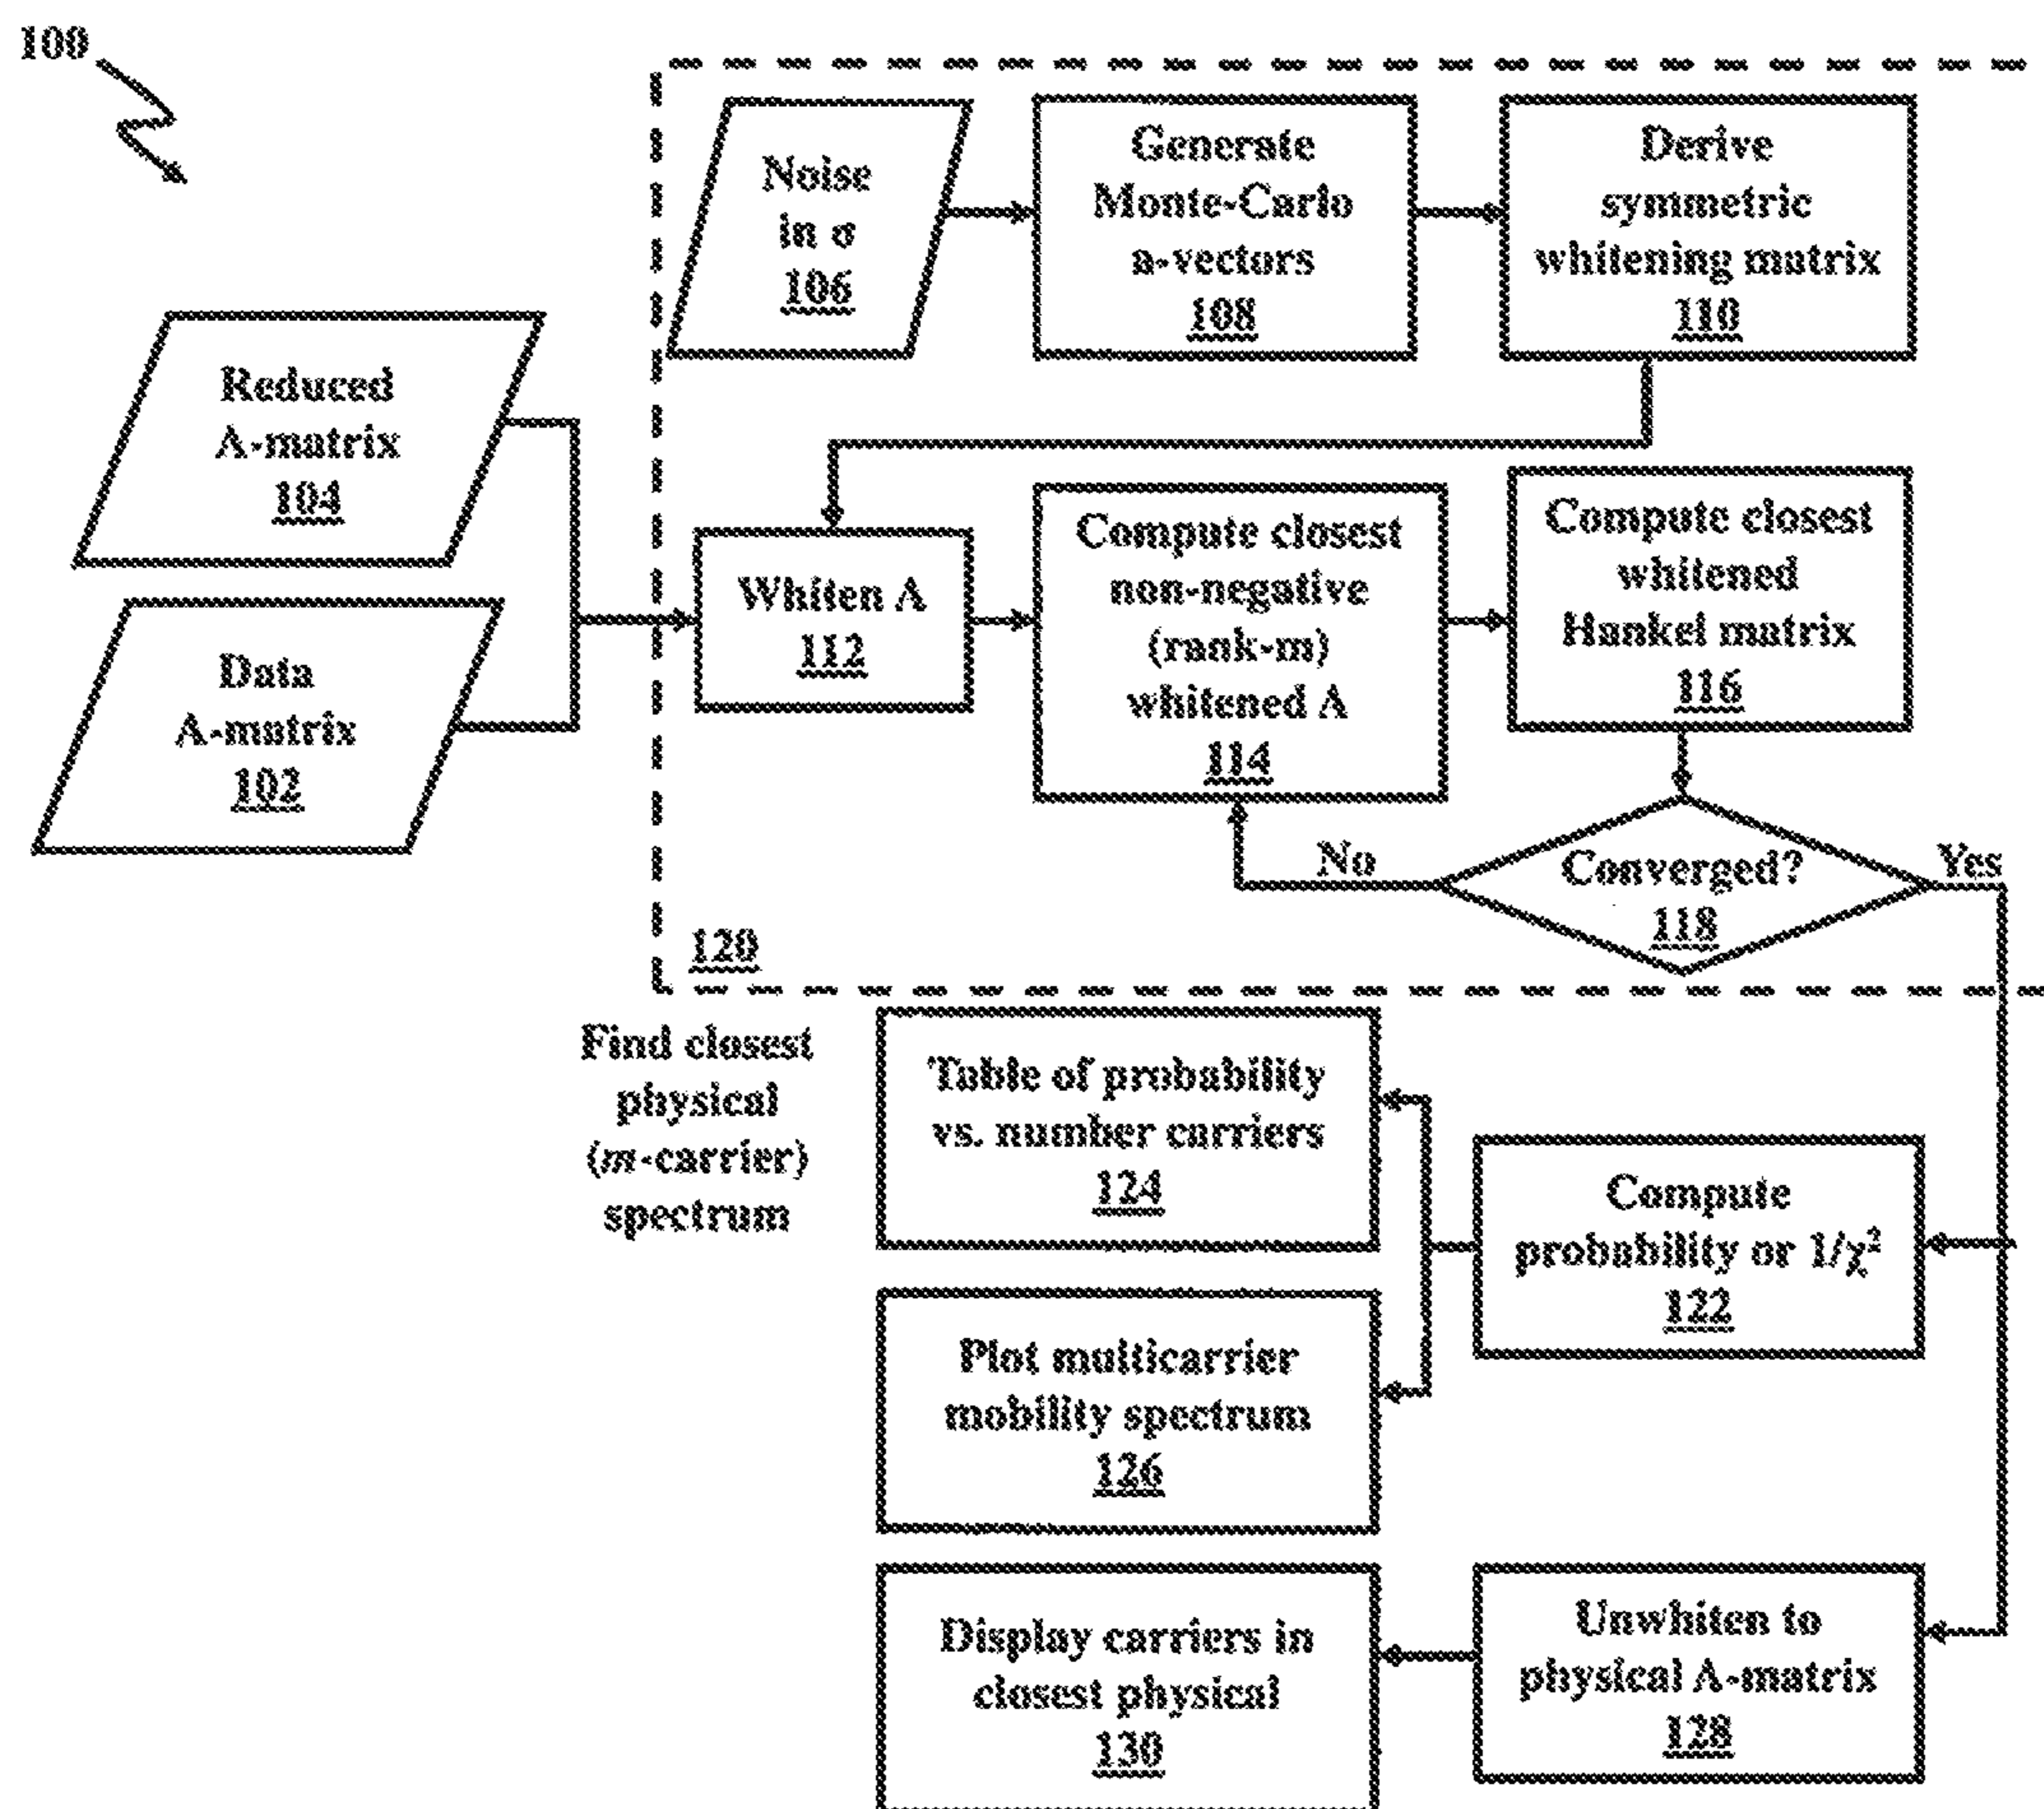 100
Noise
in σ
106
Generate
Monte-Carlo
a-vectors
108
Derive
symmetric
whitening matrix
110
Reduced
A-matrix
104
Data
A-matrix
102
Whiten A
112
Compute closest
non-negative
(rank-m)
whitened A
114
Compute closest
whitened
Hankel matrix
116
Converged?
118
No
Yes
120
Find closest
physical
(m-carrier)
spectrum
Table of probability
vs. number carriers
124
Compute
probability or 1/χ²
122
Plot multicarrier
mobility spectrum
126
Unwhiten to
physical A-matrix
128
Display carriers in
closest physical
130